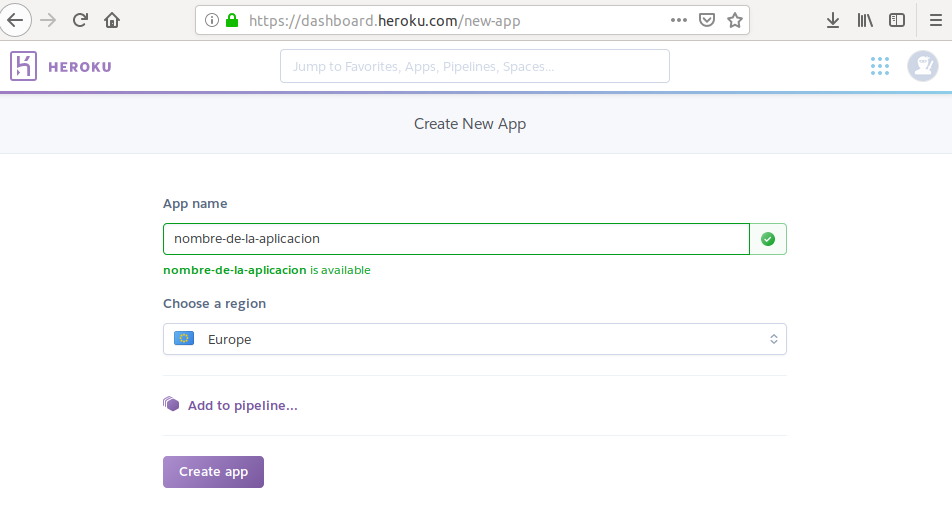 https://dashboard.heroku.com/new-app
HEROKU
Jump to Favorites, Apps, Pipelines, Spaces...
Create New App
App name
nombre-de-la-aplicacion
nombre-de-la-aplicacion is available
Choose a region
Europe
Add to pipeline...
Create app